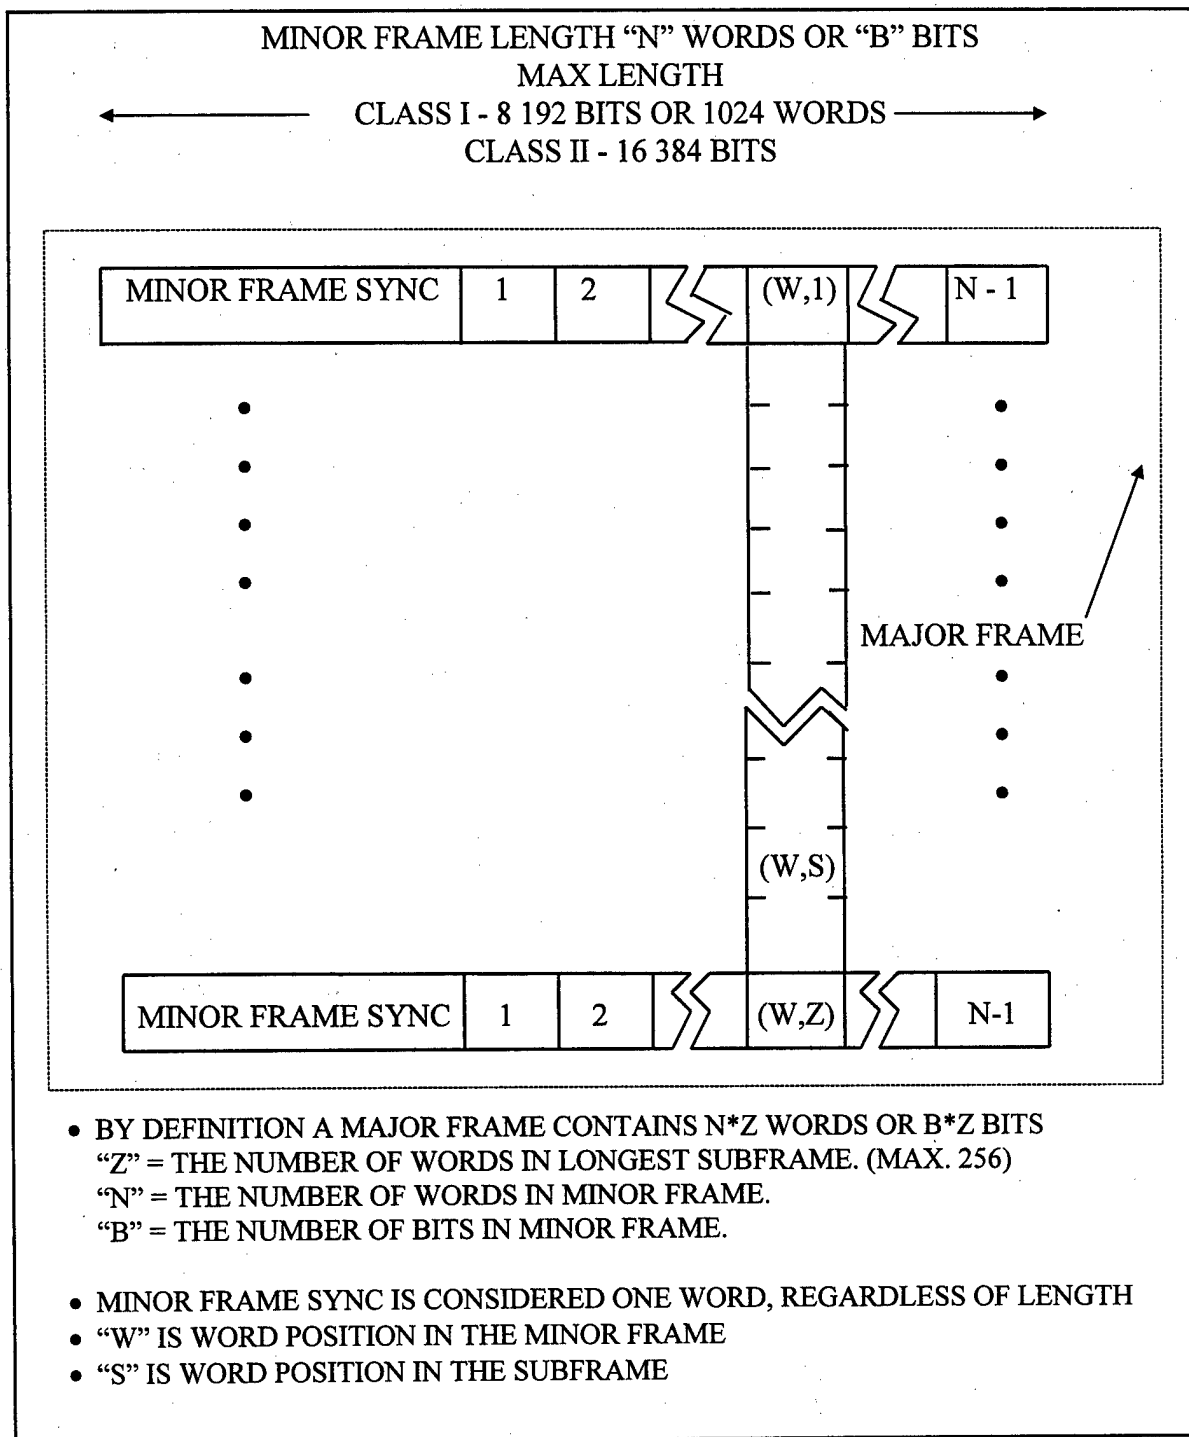 MINOR FRAME LENGTH “N” WORDS OR “B” BITS
MAX LENGTH
CLASS I - 8 192 BITS OR 1024 WORDS
CLASS II - 16 384 BITS
MINOR FRAME SYNC 1 2 (W,1) N - 1
MAJOR FRAME
(W,S)
MINOR FRAME SYNC 1 2 (W,Z) N-1
• BY DEFINITION A MAJOR FRAME CONTAINS N*Z WORDS OR B*Z BITS
“Z” = THE NUMBER OF WORDS IN LONGEST SUBFRAME. (MAX. 256)
“N” = THE NUMBER OF WORDS IN MINOR FRAME.
“B” = THE NUMBER OF BITS IN MINOR FRAME.
• MINOR FRAME SYNC IS CONSIDERED ONE WORD, REGARDLESS OF LENGTH
• “W” IS WORD POSITION IN THE MINOR FRAME
• “S” IS WORD POSITION IN THE SUBFRAME